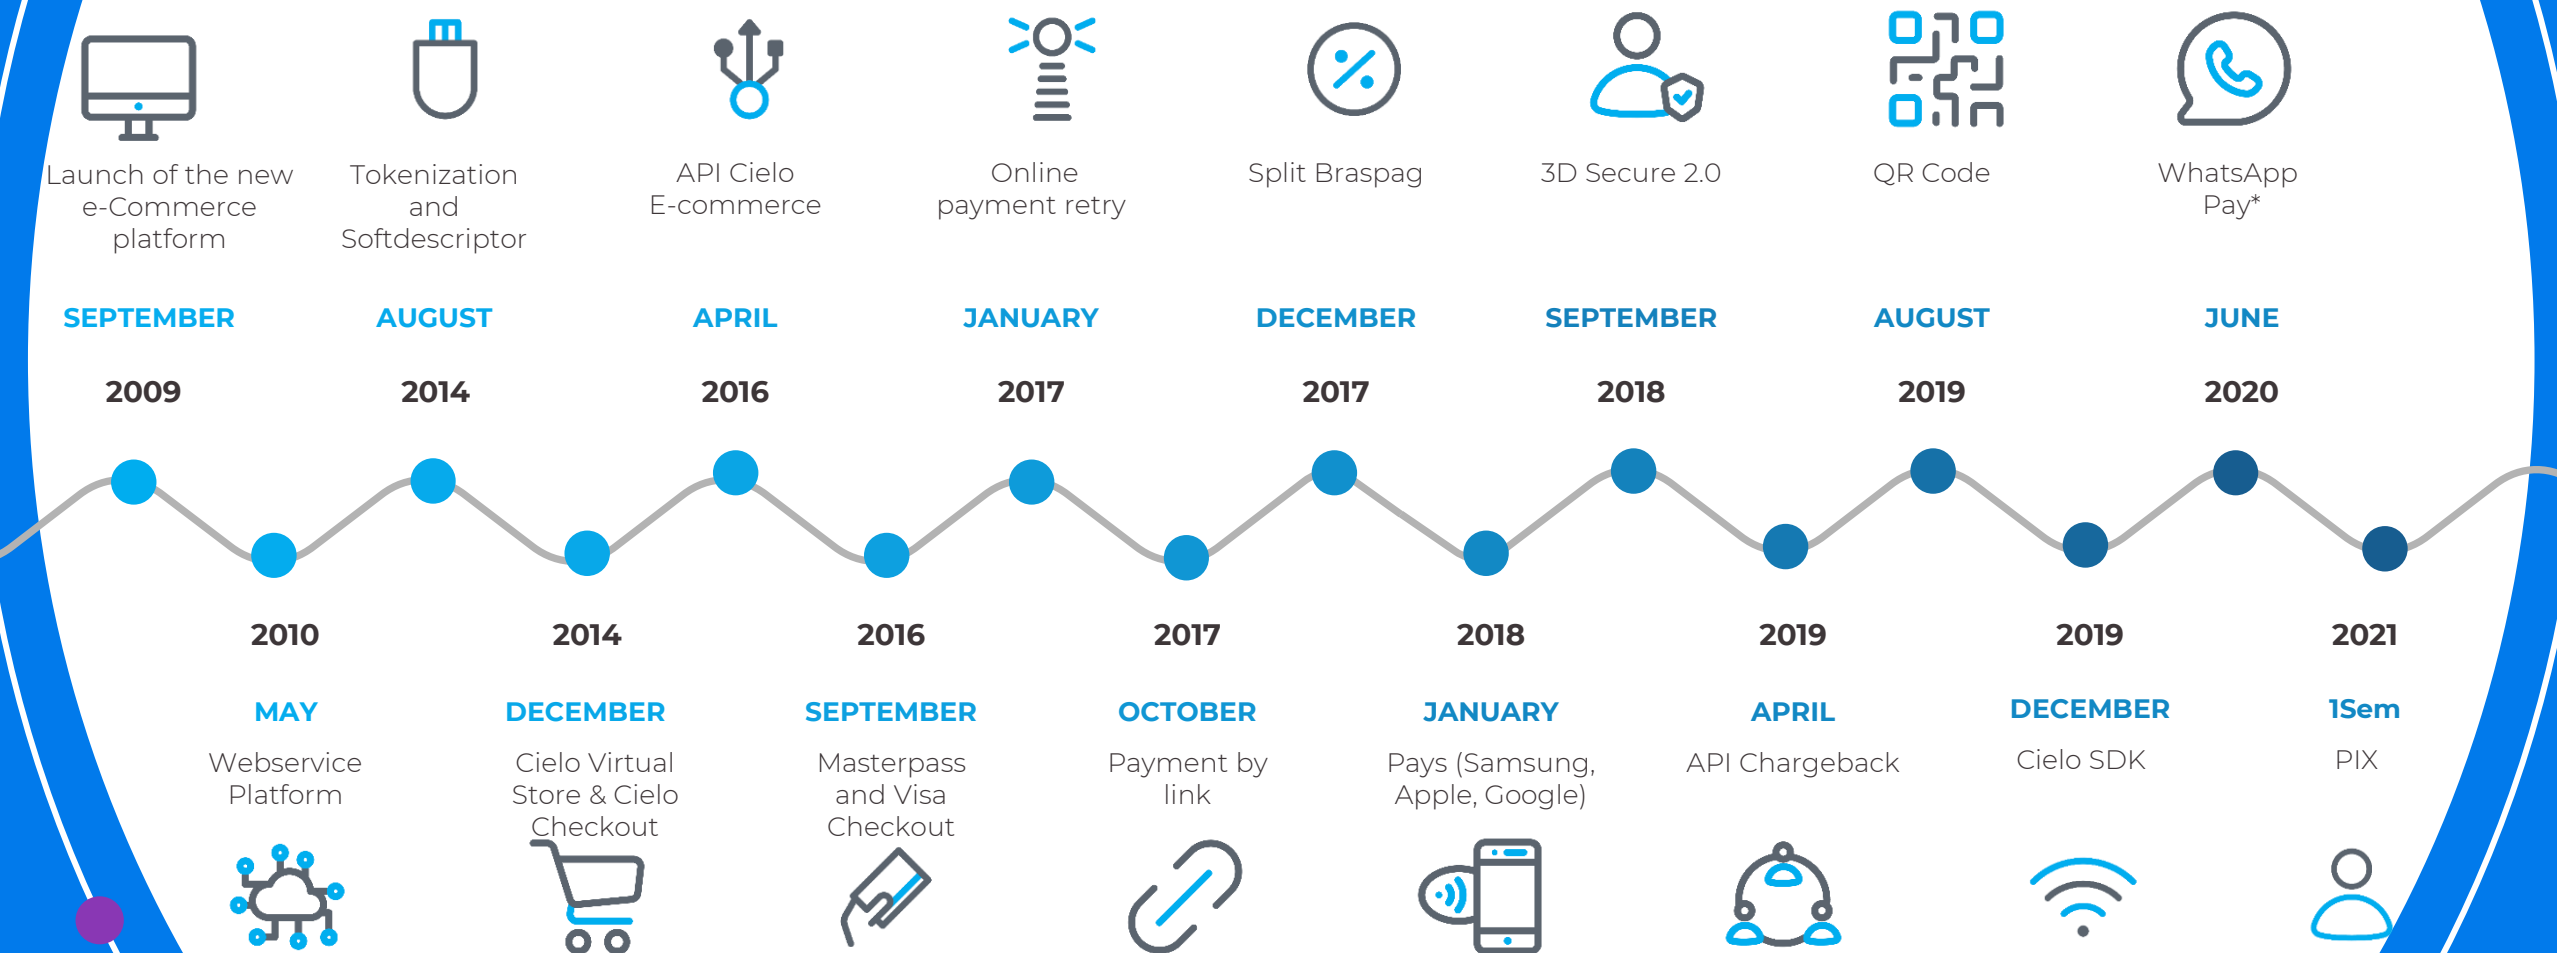 Launch of the new
e-Commerce
platform
Tokenization
and
Softdescriptor
API Cielo
E-commerce
Online
payment retry
Split Braspag
3D Secure 2.0
QR Code
WhatsApp
Pay*
SEPTEMBER
AUGUST
APRIL
JANUARY
DECEMBER
SEPTEMBER
AUGUST
JUNE
2009
2014
2016
2017
2017
2018
2019
2020
2010
2014
2016
2017
2018
2019
2019
2021
MAY
DECEMBER
SEPTEMBER
OCTOBER
JANUARY
APRIL
DECEMBER
1Sem
Webservice
Platform
Cielo Virtual
Store & Cielo
Checkout
Masterpass
and Visa
Checkout
Payment by
link
Pays (Samsung,
Apple, Google)
API Chargeback
Cielo SDK
PIX